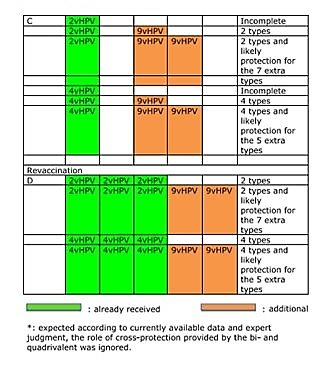 C 2vHPV Incomplete
2vHPV 9vHPV 2 types
2vHPV 9vHPV 9vHPV 2 types and
likely
protection for
the 7 extra
types
4vHPV Incomplete
4vHPV 9vHPV 4 types
4vHPV 9vHPV 9vHPV 4 types and
likely
protection for
the 5 extra
types
Revaccination
D 2vHPV 2vHPV 2vHPV 2 types
2vHPV 2vHPV 2vHPV 9vHPV 9vHPV 2 types and
likely
protection for
the 7 extra
types
4vHPV 4vHPV 4vHPV 4 types
4vHPV 4vHPV 4vHPV 9vHPV 9vHPV 4 types and
likely
protection for
the 5 extra
types
: already received : additional
*: expected according to currently available data and expert
judgment, the role of cross-protection provided by the bi- and
quadrivalent was ignored.